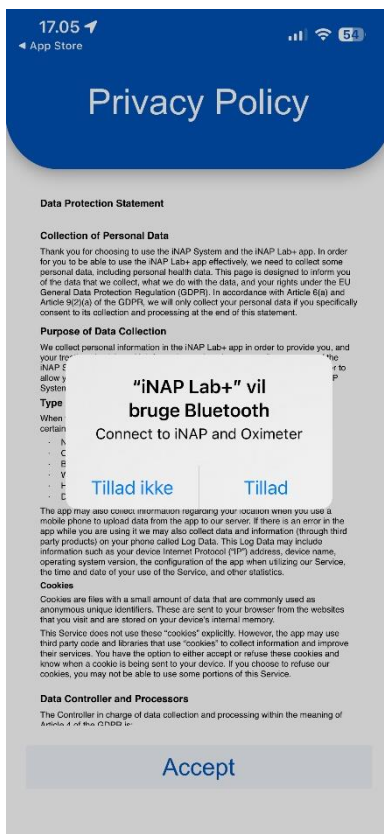 17.05
54
◀ App Store
Privacy Policy
Data Protection Statement
Collection of Personal Data
Thank you for choosing to use the iNAP System and the iNAP Lab+ app. In order
for you to be able to use the iNAP Lab+ app effectively, we need to collect some
personal data, including personal health data. This page is designed to inform you
of the data that we collect, what we do with the data, and your rights under the EU
General Data Protection Regulation (GDPR). In accordance with Article 6(a) and
Article 9(2)(a) of the GDPR, we will only collect your personal data if you specifically
consent to its collection and processing at the end of this statement.
Purpose of Data Collection
We collect personal information in the iNAP Lab+ app in order to provide you, and
your
the
iNAP
to
allow
System
Type
When
certain
“iNAP Lab+” vil
bruge Bluetooth
Connect to iNAP and Oximeter
Tillad ikke
Tillad
The app may also collect information regarding your location when you use a
mobile phone to upload data from the app to our server. If there is an error in the
app while you are using it we may also collect data and information (through third
party products) on your phone called Log Data. This Log Data may include
information such as your device Internet Protocol (“IP”) address, device name,
operating system version, the configuration of the app when utilizing our Service,
the time and date of your use of the Service, and other statistics.
Cookies
Cookies are files with a small amount of data that are commonly used as
anonymous unique identifiers. These are sent to your browser from the websites
that you visit and are stored on your device's internal memory.
This Service does not use these “cookies” explicitly. However, the app may use
third party code and libraries that use “cookies” to collect information and improve
their services. You have the option to either accept or refuse these cookies and
know when a cookie is being sent to your device. If you choose to refuse our
cookies, you may not be able to use some portions of this Service.
Data Controller and Processors
The Controller in charge of data collection and processing within the meaning of
Article 4 of the GDPR is:
Accept